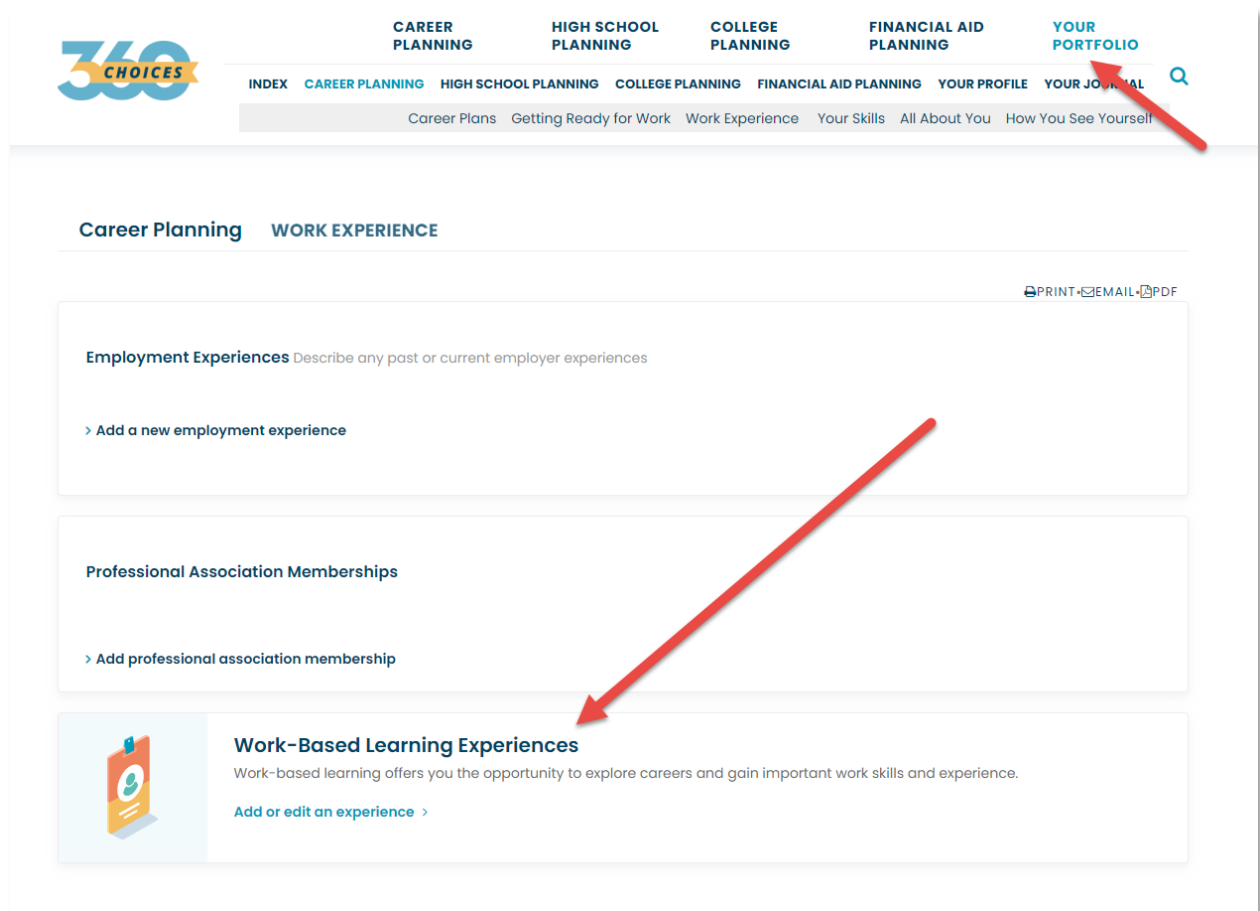 CAREER PLANNING
HIGH SCHOOL PLANNING
COLLEGE PLANNING
FINANCIAL AID PLANNING
YOUR PORTFOLIO
360
CHOICES
INDEX CAREER PLANNING HIGH SCHOOL PLANNING COLLEGE PLANNING FINANCIAL AID PLANNING YOUR PROFILE YOUR JOURNAL
Career Plans Getting Ready for Work Work Experience Your Skills All About You How You See Yourself
Career Planning WORK EXPERIENCE
PRINT•EMAIL•PDF
Employment Experiences Describe any past or current employer experiences
› Add a new employment experience
Professional Association Memberships
› Add professional association membership
Work-Based Learning Experiences
Work-based learning offers you the opportunity to explore careers and gain important work skills and experience.
Add or edit an experience ›